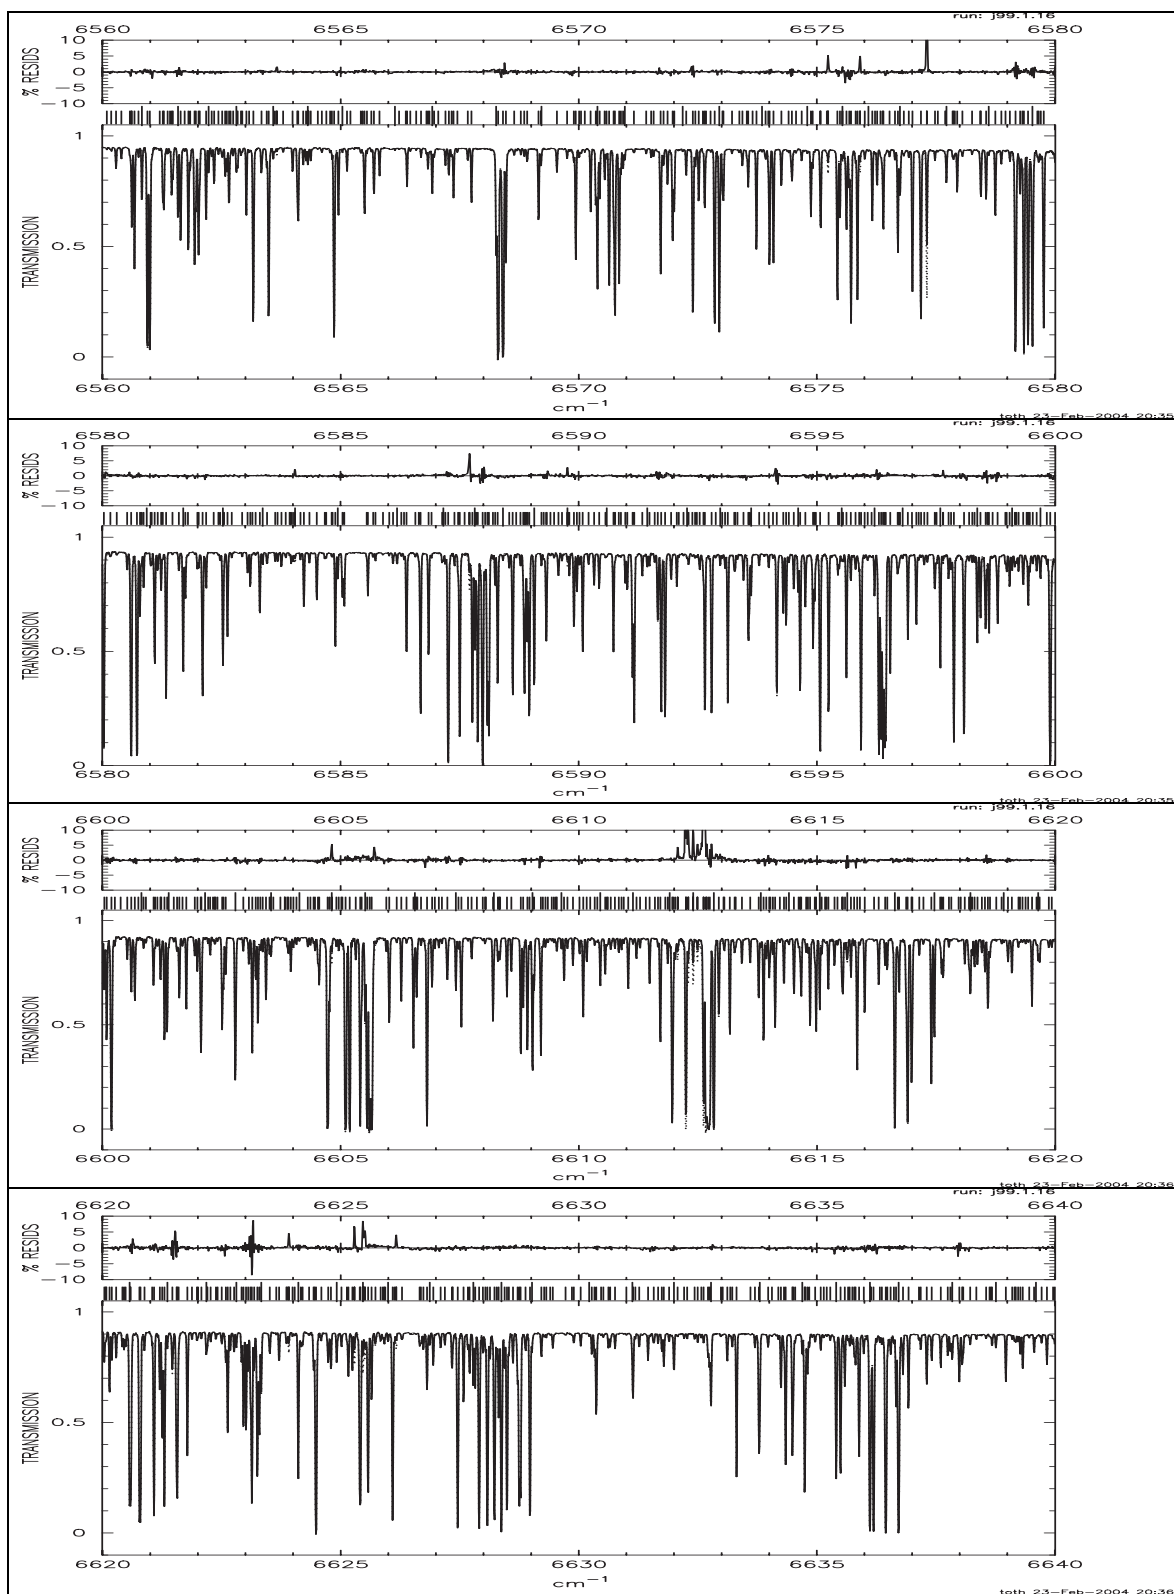 run: j99.1.16
6560 6565 6570 6575 6580
10
5
0
−5
−10
% RESIDS
1
0.5
0
TRANSMISSION
6560 6565 6570 6575 6580
cm−1
toth 23-Feb-2004 20:35
run: j99.1.16
6580 6585 6590 6595 6600
10
5
0
−5
−10
% RESIDS
1
0.5
0
TRANSMISSION
6580 6585 6590 6595 6600
cm−1
toth 23-Feb-2004 20:35
run: j99.1.16
6600 6605 6610 6615 6620
10
5
0
−5
−10
% RESIDS
1
0.5
0
TRANSMISSION
6600 6605 6610 6615 6620
cm−1
toth 23-Feb-2004 20:36
run: j99.1.16
6620 6625 6630 6635 6640
10
5
0
−5
−10
% RESIDS
1
0.5
0
TRANSMISSION
6620 6625 6630 6635 6640
cm−1
toth 23-Feb-2004 20:36